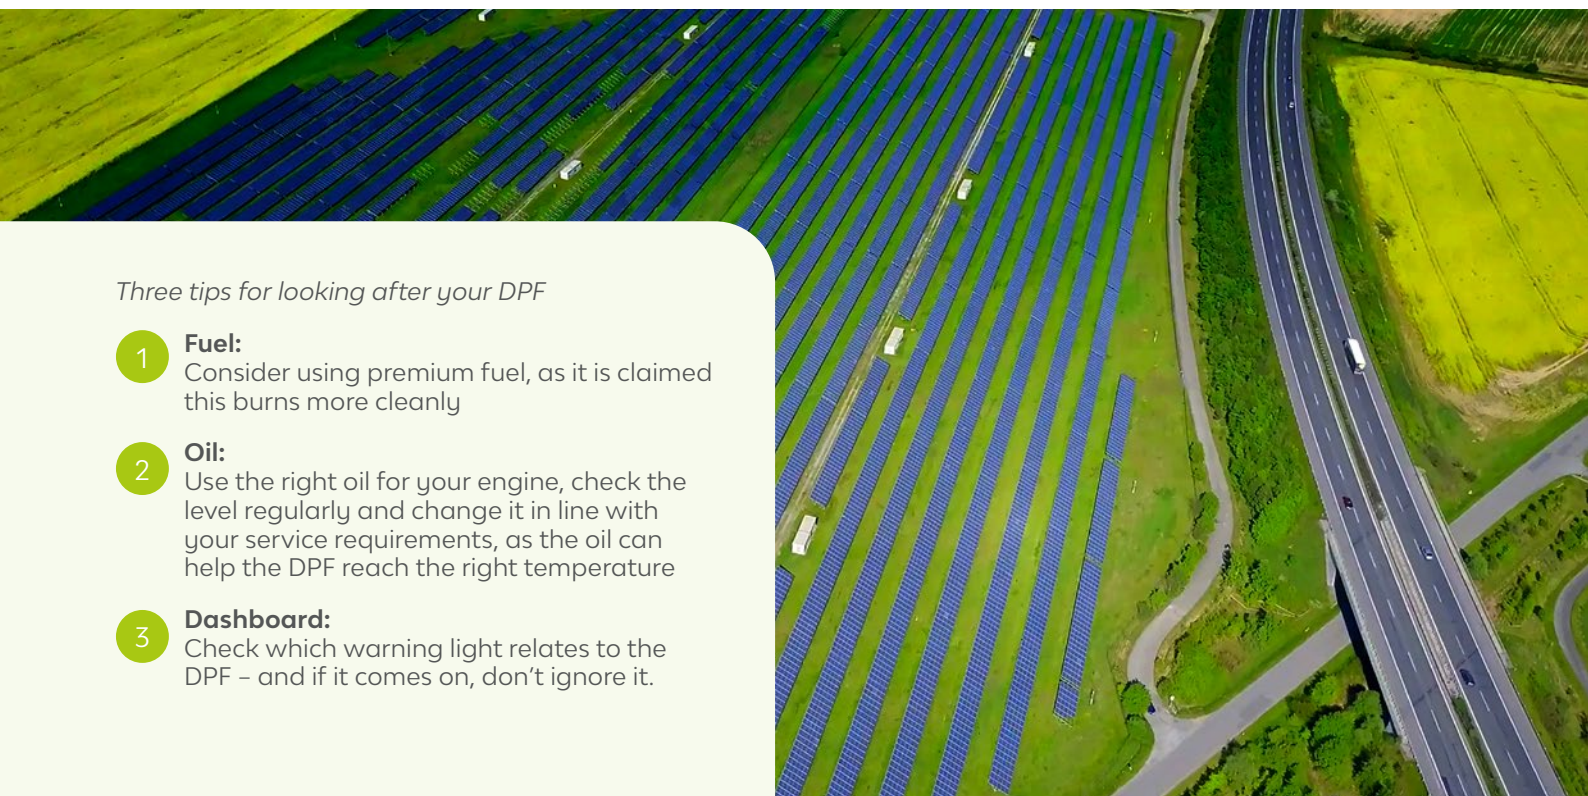 Three tips for looking after your DPF
1
Fuel:
Consider using premium fuel, as it is claimed
this burns more cleanly
2
Oil:
Use the right oil for your engine, check the
level regularly and change it in line with
your service requirements, as the oil can
help the DPF reach the right temperature
3
Dashboard:
Check which warning light relates to the
DPF – and if it comes on, don’t ignore it.